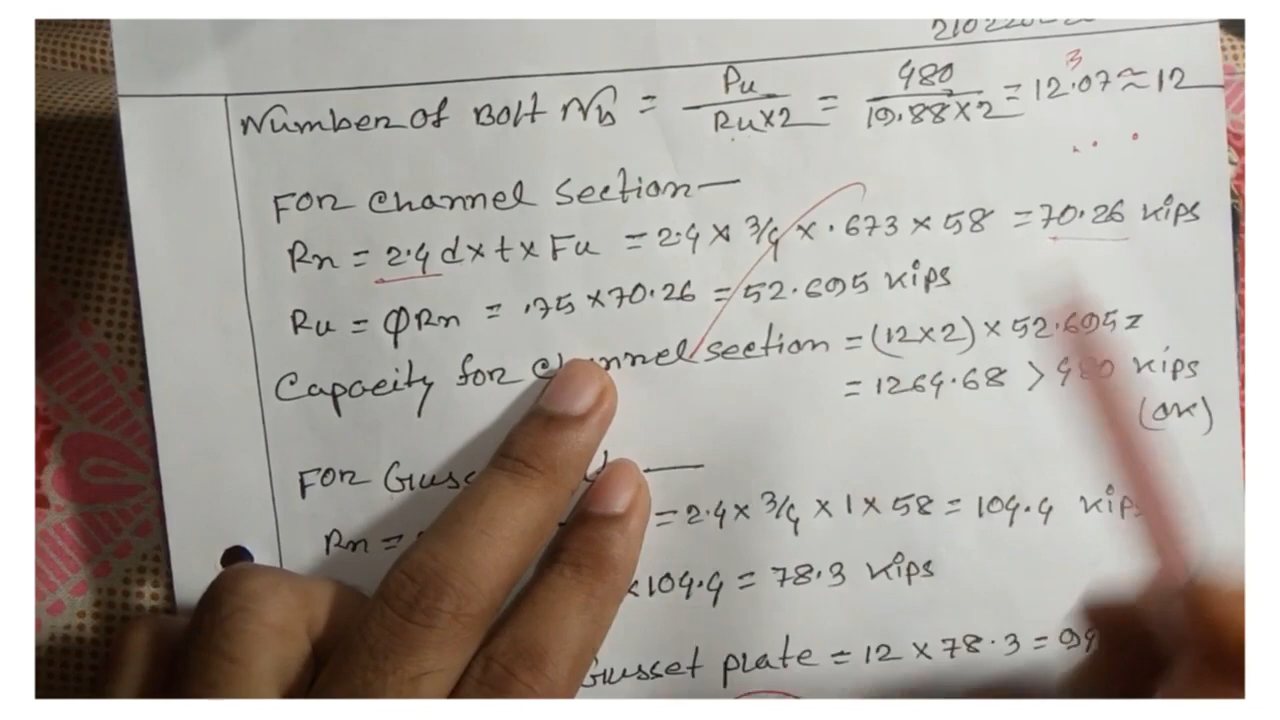 3
Number of Bolt Nb = Pu / Ru×2 = 480 / 19.88×2 = 12.07 ≈ 12
For Channel Section—
Rn = 2.4 d×t×Fu = 2.4 × 3/4 × .673 × 58 = 70.26 kips
Ru = φRn = .75 × 70.26 = 52.695 kips
Capacity for section = (12×2) × 52.695
= 1264.68 > kips
(OK)
For
Rn = = 2.4 × 3/4 × 1 × 58 = 104.4
×104.4 = 78.3 kips
Gusset plate = 12 × 78.3 =